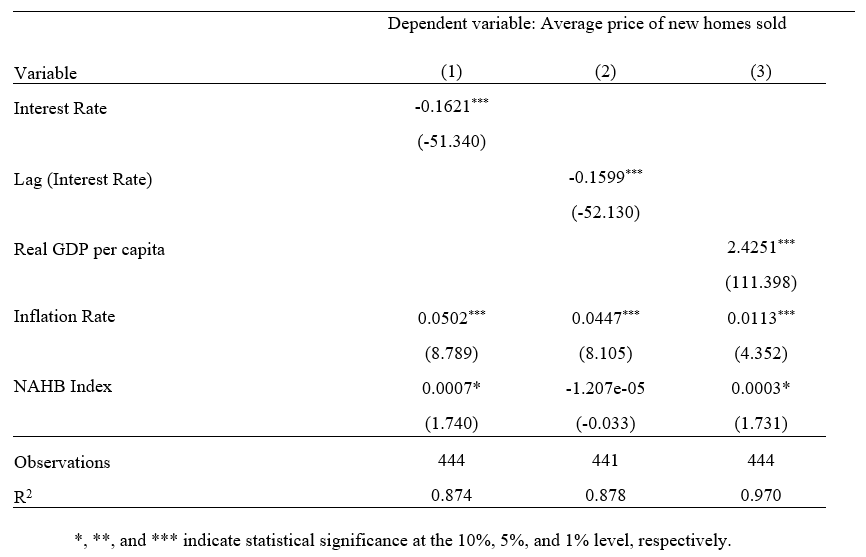 Dependent variable: Average price of new homes sold
Variable (1) (2) (3)
Interest Rate -0.1621***
(-51.340)
Lag (Interest Rate) -0.1599***
(-52.130)
Real GDP per capita 2.4251***
(111.398)
Inflation Rate 0.0502*** 0.0447*** 0.0113***
(8.789) (8.105) (4.352)
NAHB Index 0.0007* -1.207e-05 0.0003*
(1.740) (-0.033) (1.731)
Observations 444 441 444
R2 0.874 0.878 0.970
*, **, and *** indicate statistical significance at the 10%, 5%, and 1% level, respectively.